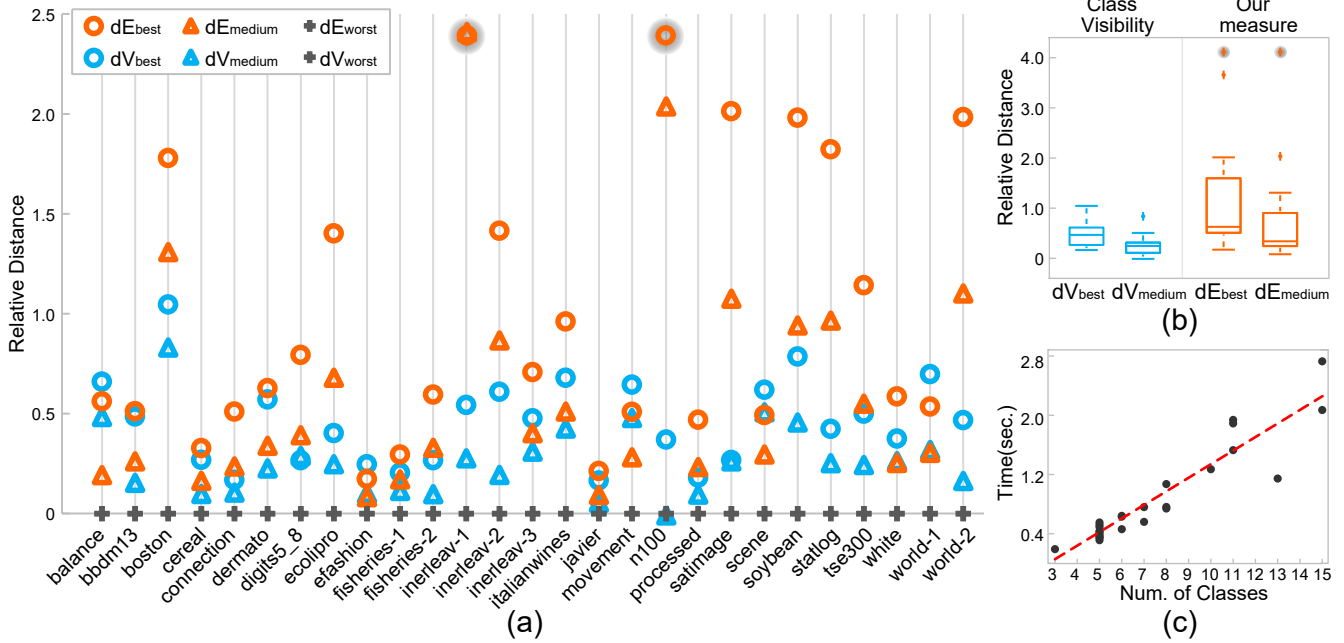 dEbest dEmedium dEworst
dVbest dVmedium dVworst
Relative Distance
2.5
2.0
1.5
1.0
0.5
0
balance
bbdm13
boston
cereal
connection
dermato
digits5_8
ecolipro
efashion
fisheries-1
fisheries-2
inerleav-1
inerleav-2
inerleav-3
italianwines
javier
movement
n100
processed
satimage
scene
soybean
statlog
tse300
white
world-1
world-2
(a)
Class Our
Visibility measure
Relative Distance
4.0
3.0
2.0
1.0
0
dVbest dVmedium dEbest dEmedium
(b)
Time(sec.)
2.8
2.0
1.2
0.4
3 4 5 6 7 8 9 10 11 12 13 14 15
Num. of Classes
(c)